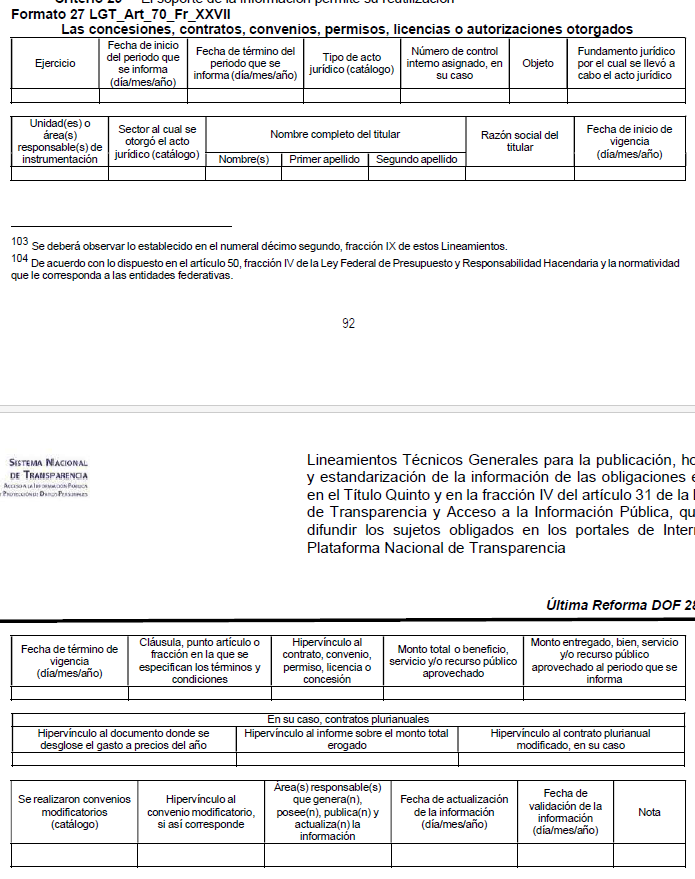 Criterio 26 El soporte de la información permite su reutilización
Formato 27 LGT_Art_70_Fr_XXVII
Las concesiones, contratos, convenios, permisos, licencias o autorizaciones otorgados
Ejercicio
Fecha de inicio
del periodo que
se informa
(día/mes/año)
Fecha de término del
periodo que se
informa (día/mes/año)
Tipo de acto
jurídico (catálogo)
Número de control
interno asignado, en
su caso
Objeto
Fundamento jurídico
por el cual se llevó a
cabo el acto jurídico
Unidad(es) o
área(s)
responsable(s) de
instrumentación
Sector al cual se
otorgó el acto
jurídico (catálogo)
Nombre completo del titular
Nombre(s)
Primer apellido
Segundo apellido
Razón social del
titular
Fecha de inicio de
vigencia
(día/mes/año)
103 Se deberá observar lo establecido en el numeral décimo segundo, fracción IX de estos Lineamientos.
104 De acuerdo con lo dispuesto en el artículo 50, fracción IV de la Ley Federal de Presupuesto y Responsabilidad Hacendaria y la normatividad
que le corresponda a las entidades federativas.
92
SISTEMA NACIONAL
DE TRANSPARENCIA
ACCESO A LA INFORMACIÓN PÚBLICA
Y PROTECCIÓN DE DATOS PERSONALES
Lineamientos Técnicos Generales para la publicación, ho
y estandarización de la información de las obligaciones e
en el Título Quinto y en la fracción IV del artículo 31 de la l
de Transparencia y Acceso a la Información Pública, qu
difundir los sujetos obligados en los portales de Intern
Plataforma Nacional de Transparencia
Última Reforma DOF 28
Fecha de término de
vigencia
(día/mes/año)
Cláusula, punto artículo o
fracción en la que se
especifican los términos y
condiciones
Hipervínculo al
contrato, convenio,
permiso, licencia o
concesión
Monto total o beneficio,
servicio y/o recurso público
aprovechado
Monto entregado, bien, servicio
y/o recurso público
aprovechado al periodo que se
informa
En su caso, contratos plurianuales
Hipervínculo al documento donde se
desglose el gasto a precios del año
Hipervínculo al informe sobre el monto total
erogado
Hipervínculo al contrato plurianual
modificado, en su caso
Se realizaron convenios
modificatorios
(catálogo)
Hipervínculo al
convenio modificatorio,
si así corresponde
Área(s) responsable(s)
que genera(n),
posee(n), publica(n) y
actualiza(n) la
información
Fecha de actualización
de la información
(día/mes/año)
Fecha de
validación de la
información
(día/mes/año)
Nota